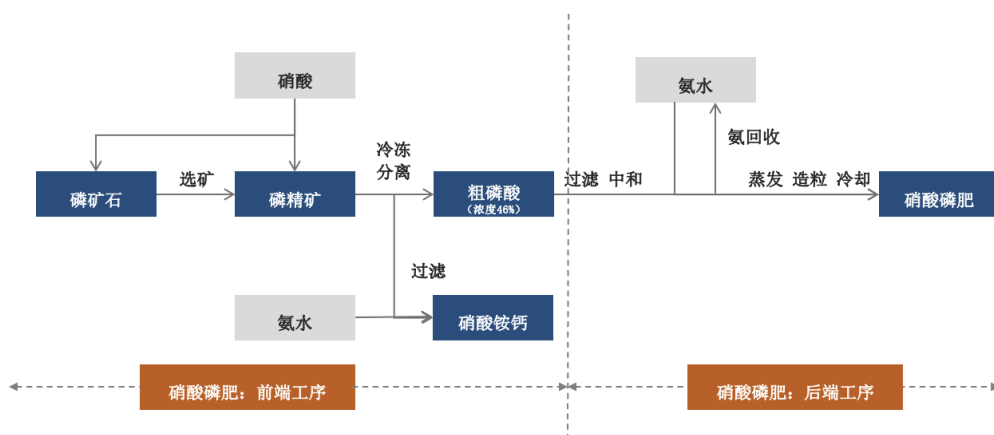 硝酸
氨水
氨回收
冷冻
分离
选矿
过滤 中和
蒸发 造粒 冷却
磷矿石
磷精矿
粗磷酸
（浓度46%）
硝酸磷肥
过滤
氨水
硝酸铵钙
硝酸磷肥：前端工序
硝酸磷肥：后端工序